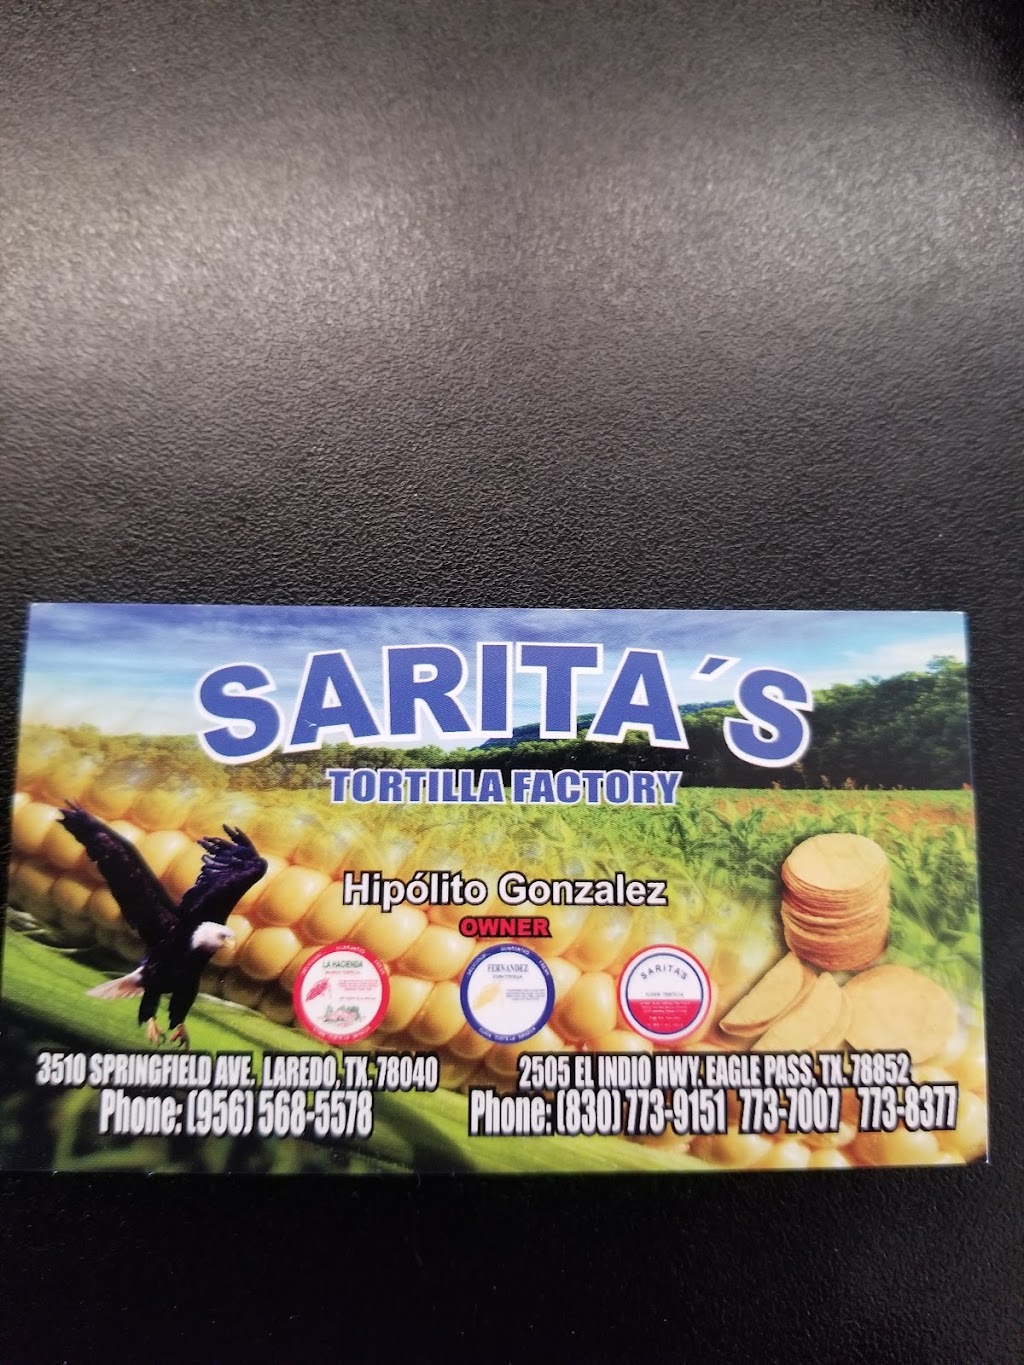 SARITA´S
TORTILLA FACTORY
Hipólito Gonzalez
OWNER
LA HACIENDA
FERNANDEZ
SARITA'S
3510 SPRINGFIELD AVE. LAREDO, TX. 78040
Phone: (956) 568-5578
2505 EL INDIO HWY. EAGLE PASS, TX. 78852
Phone: (830) 773-9151 773-7007 773-8377